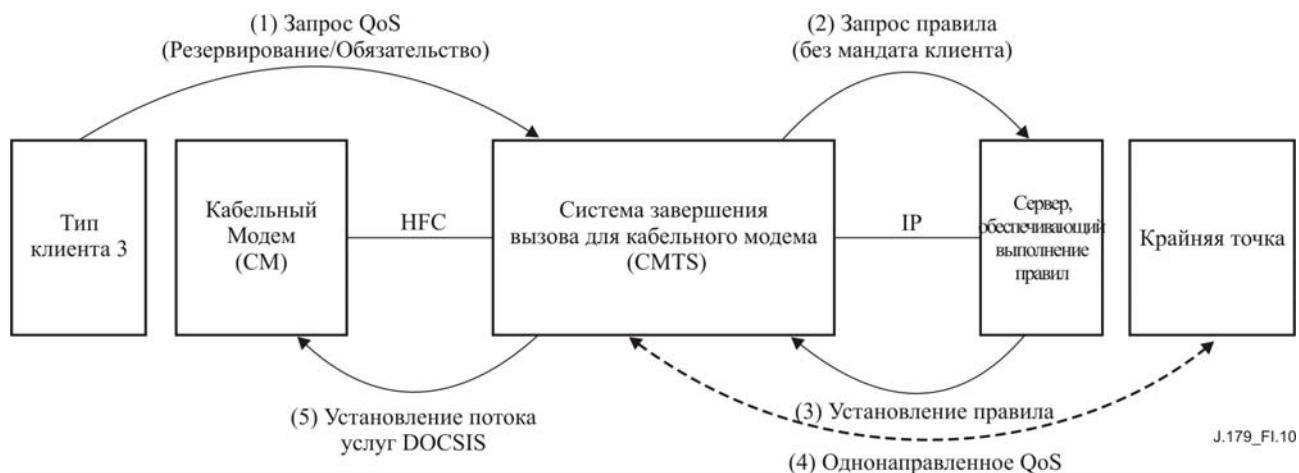 (1) Запрос QoS
(Резервирование/Обязательство)
(2) Запрос правила
(без мандата клиента)
Тип
клиента 3
Кабельный
Модем
(CM)
HFC
Система завершения
вызова для кабельного модема
(CMTS)
IP
Сервер,
обеспечивающий
выполнение
правил
Крайняя точка
(5) Установление потока
услуг DOCSIS
(3) Установление правила
(4) Однонаправленное QoS
J.179_FI.10